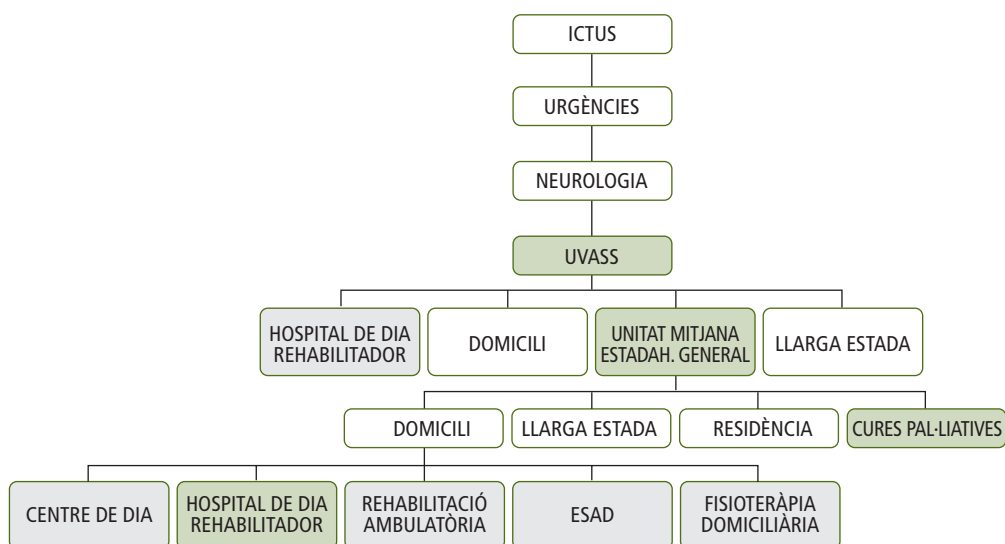 ICTUS
URGÈNCIES
NEUROLOGIA
UVASS
HOSPITAL DE DIA
REHABILITADOR
DOMICILI
UNITAT MITJANA
ESTADAH. GENERAL
LLARGA ESTADA
DOMICILI
LLARGA ESTADA
RESIDÈNCIA
CURES PAL·LIATIVES
CENTRE DE DIA
HOSPITAL DE DIA
REHABILITADOR
REHABILITACIÓ
AMBULATÒRIA
ESAD
FISIOTERÀPIA
DOMICILIÀRIA